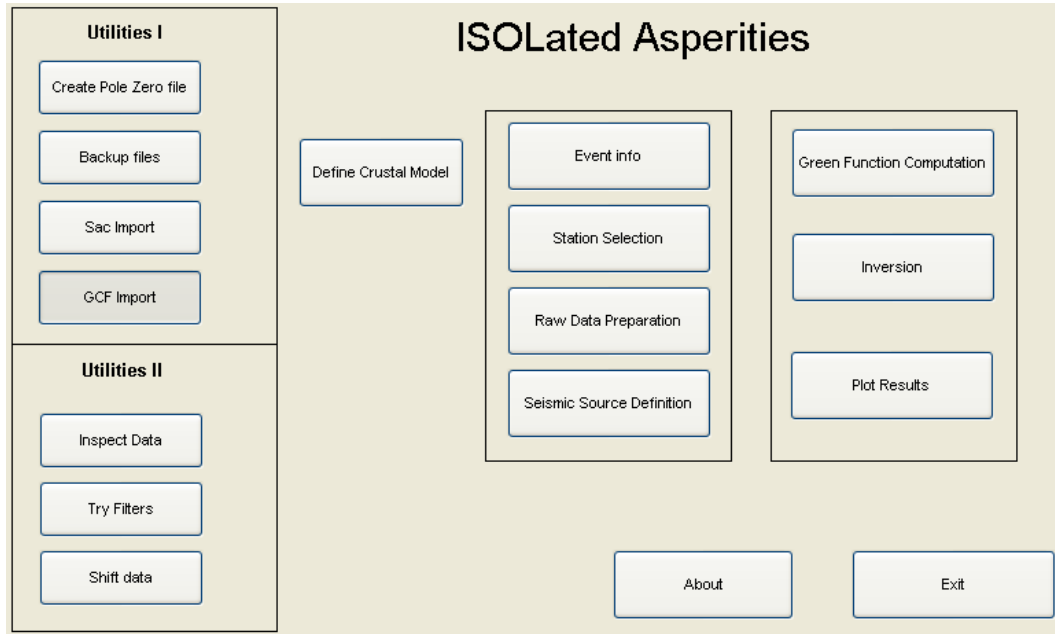 Utilities I
Create Pole Zero file
Backup files
Sac Import
GCF Import
Utilities II
Inspect Data
Try Filters
Shift data
ISOLated Asperities
Define Crustal Model
Event info
Station Selection
Raw Data Preparation
Seismic Source Definition
Green Function Computation
Inversion
Plot Results
About
Exit